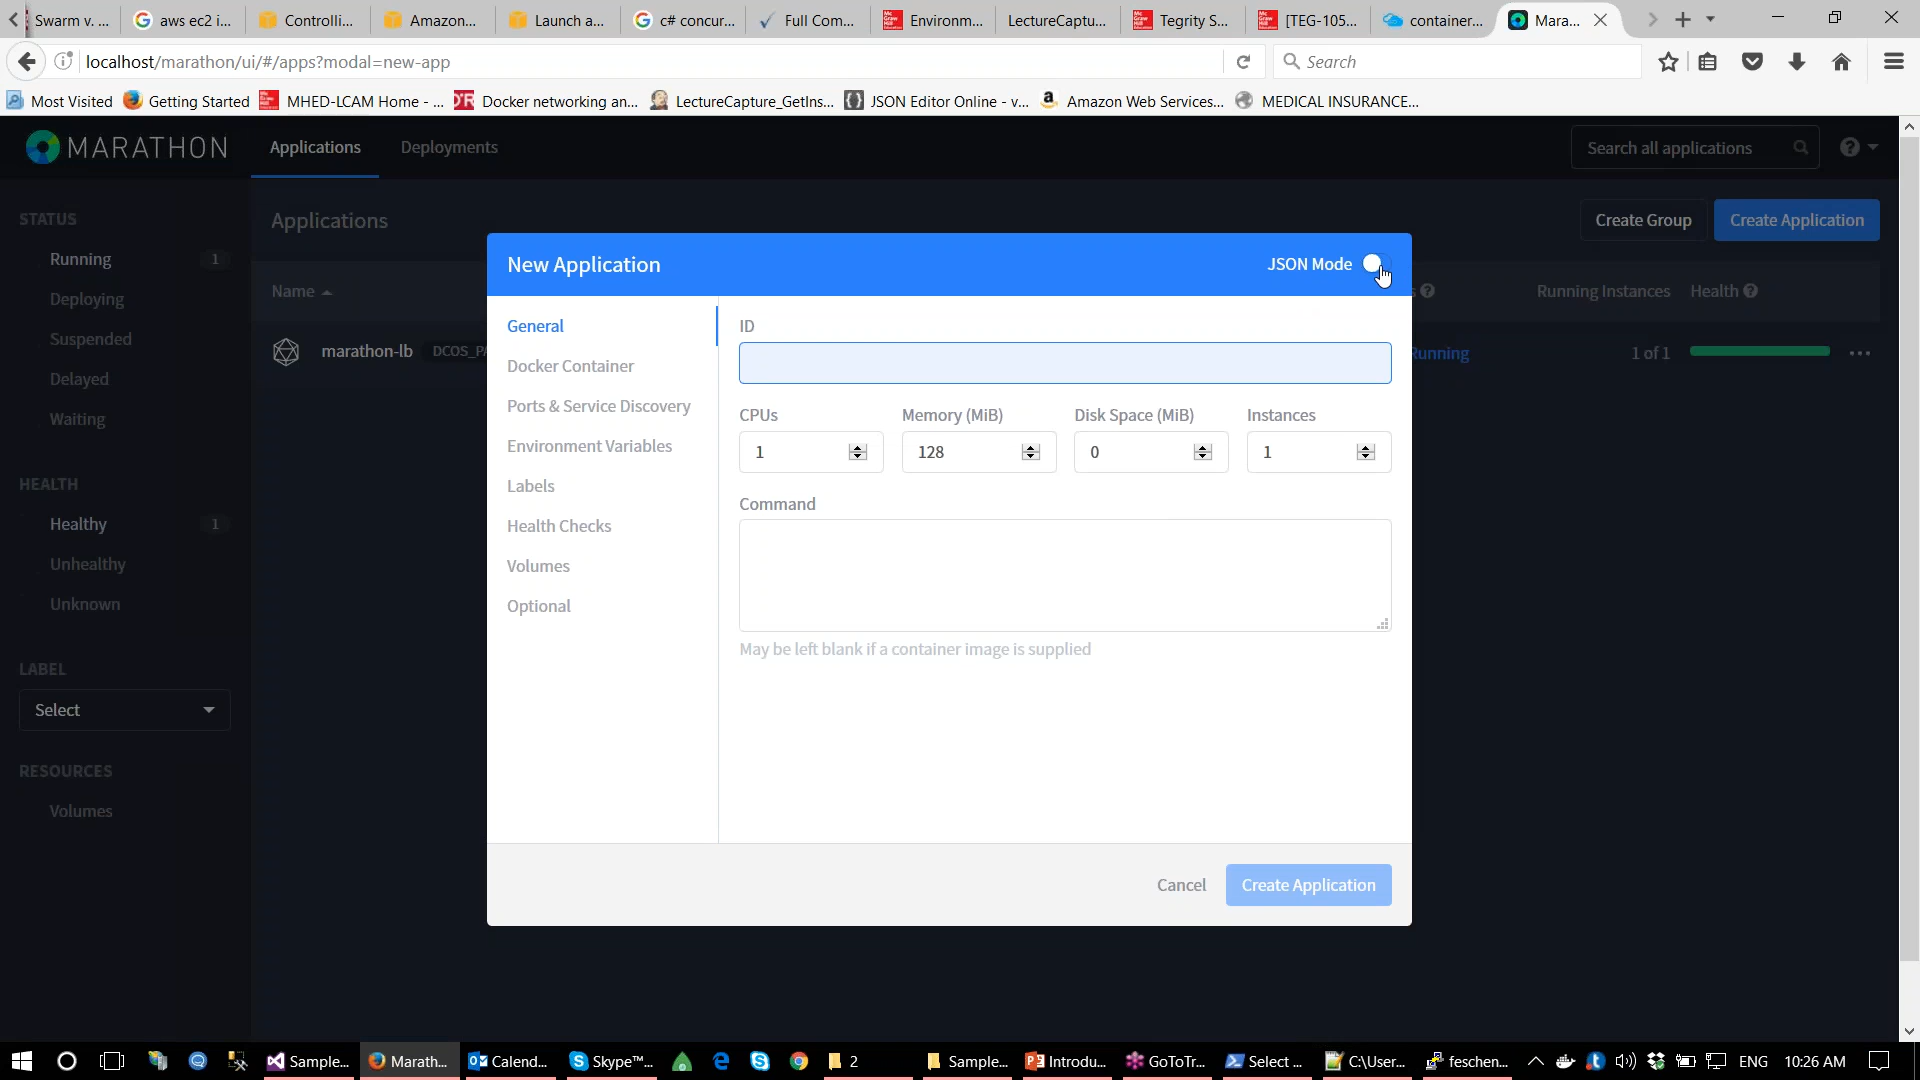 Swarm v. ...
aws ec2 i...
Controlli...
Amazon...
Launch a...
c# concur...
Full Com...
Environm...
LectureCaptu...
Tegrity S...
[TEG-105...
container...
Mara...
localhost/marathon/ui/#/apps?modal=new-app
Search
Most Visited
Getting Started
MHED-LCAM Home - ...
Docker networking an...
LectureCapture_GetIns...
JSON Editor Online - v...
Amazon Web Services...
MEDICAL INSURANCE...
MARATHON
Applications
Deployments
Search all applications
STATUS
Running 1
Deploying
Suspended
Delayed
Waiting
HEALTH
Healthy 1
Unhealthy
Unknown
LABEL
Select
RESOURCES
Volumes
Applications
Create Group
Create Application
Name
Running Instances
Health
marathon-lb
DCOS_PA
Running
1 of 1
New Application
JSON Mode
General
Docker Container
Ports & Service Discovery
Environment Variables
Labels
Health Checks
Volumes
Optional
ID
CPUs
Memory (MiB)
Disk Space (MiB)
Instances
1
128
0
1
Command
May be left blank if a container image is supplied
Cancel
Create Application
Sample...
Marath...
Calend...
Skype™...
2
Sample...
Introdu...
GoToTr...
Select ...
C:\User...
feschen...
ENG
10:26 AM